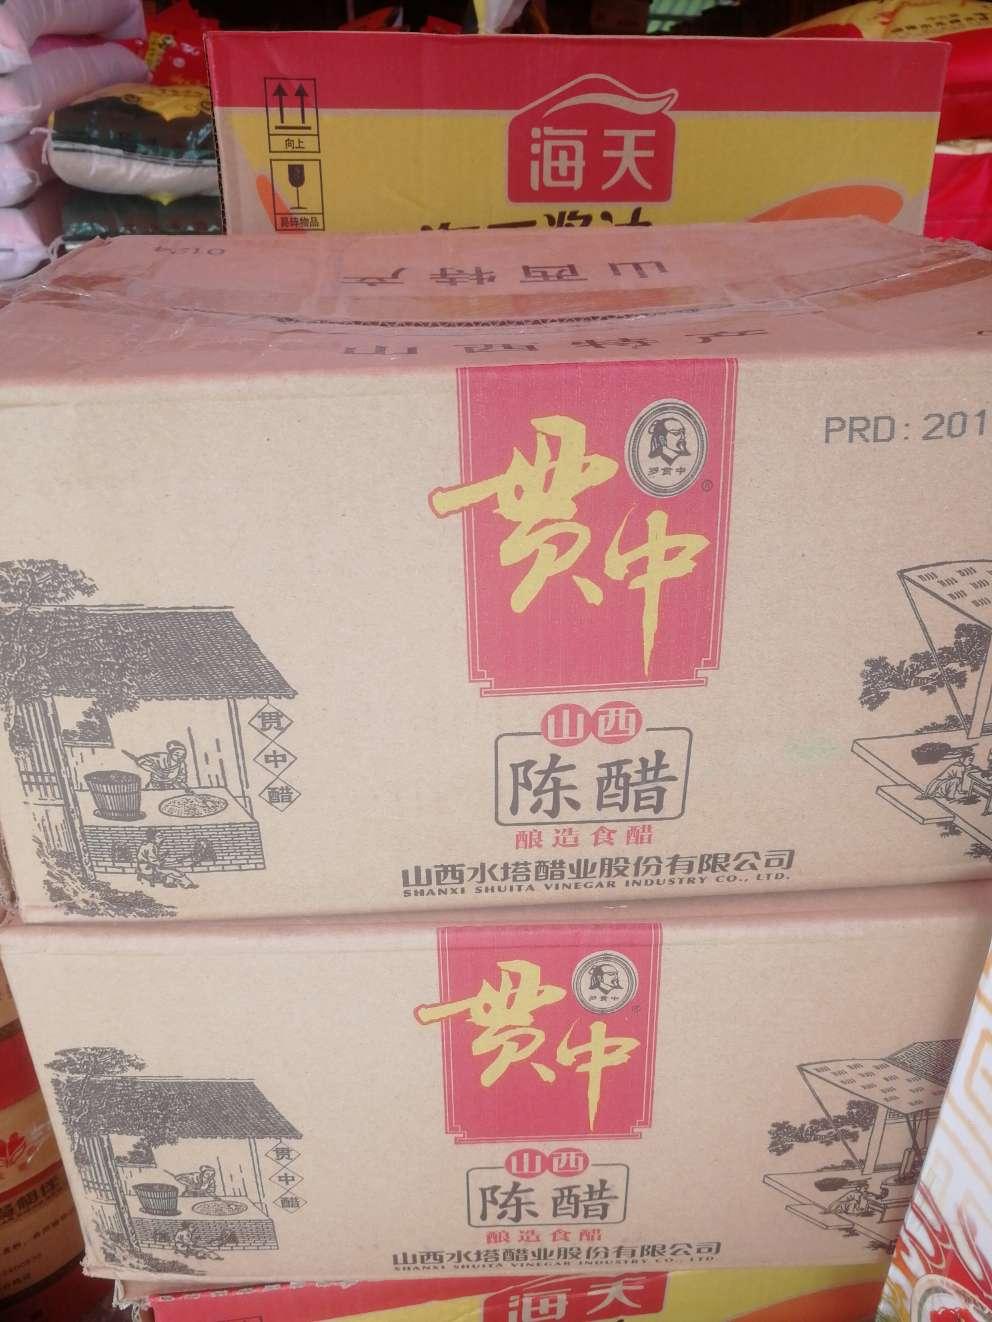 海天
向上
易碎物品
0124
山西特产
贯中
罗贯中
®
PRD: 201
贯中醋
山西
陈醋
酿造食醋
山西水塔醋业股份有限公司
SHANXI SHUITA VINEGAR INDUSTRY CO., LTD.
贯中
罗贯中
贯中醋
山西
陈醋
酿造食醋
山西水塔醋业股份有限公司
SHANXI SHUITA VINEGAR INDUSTRY CO., LTD.
海天